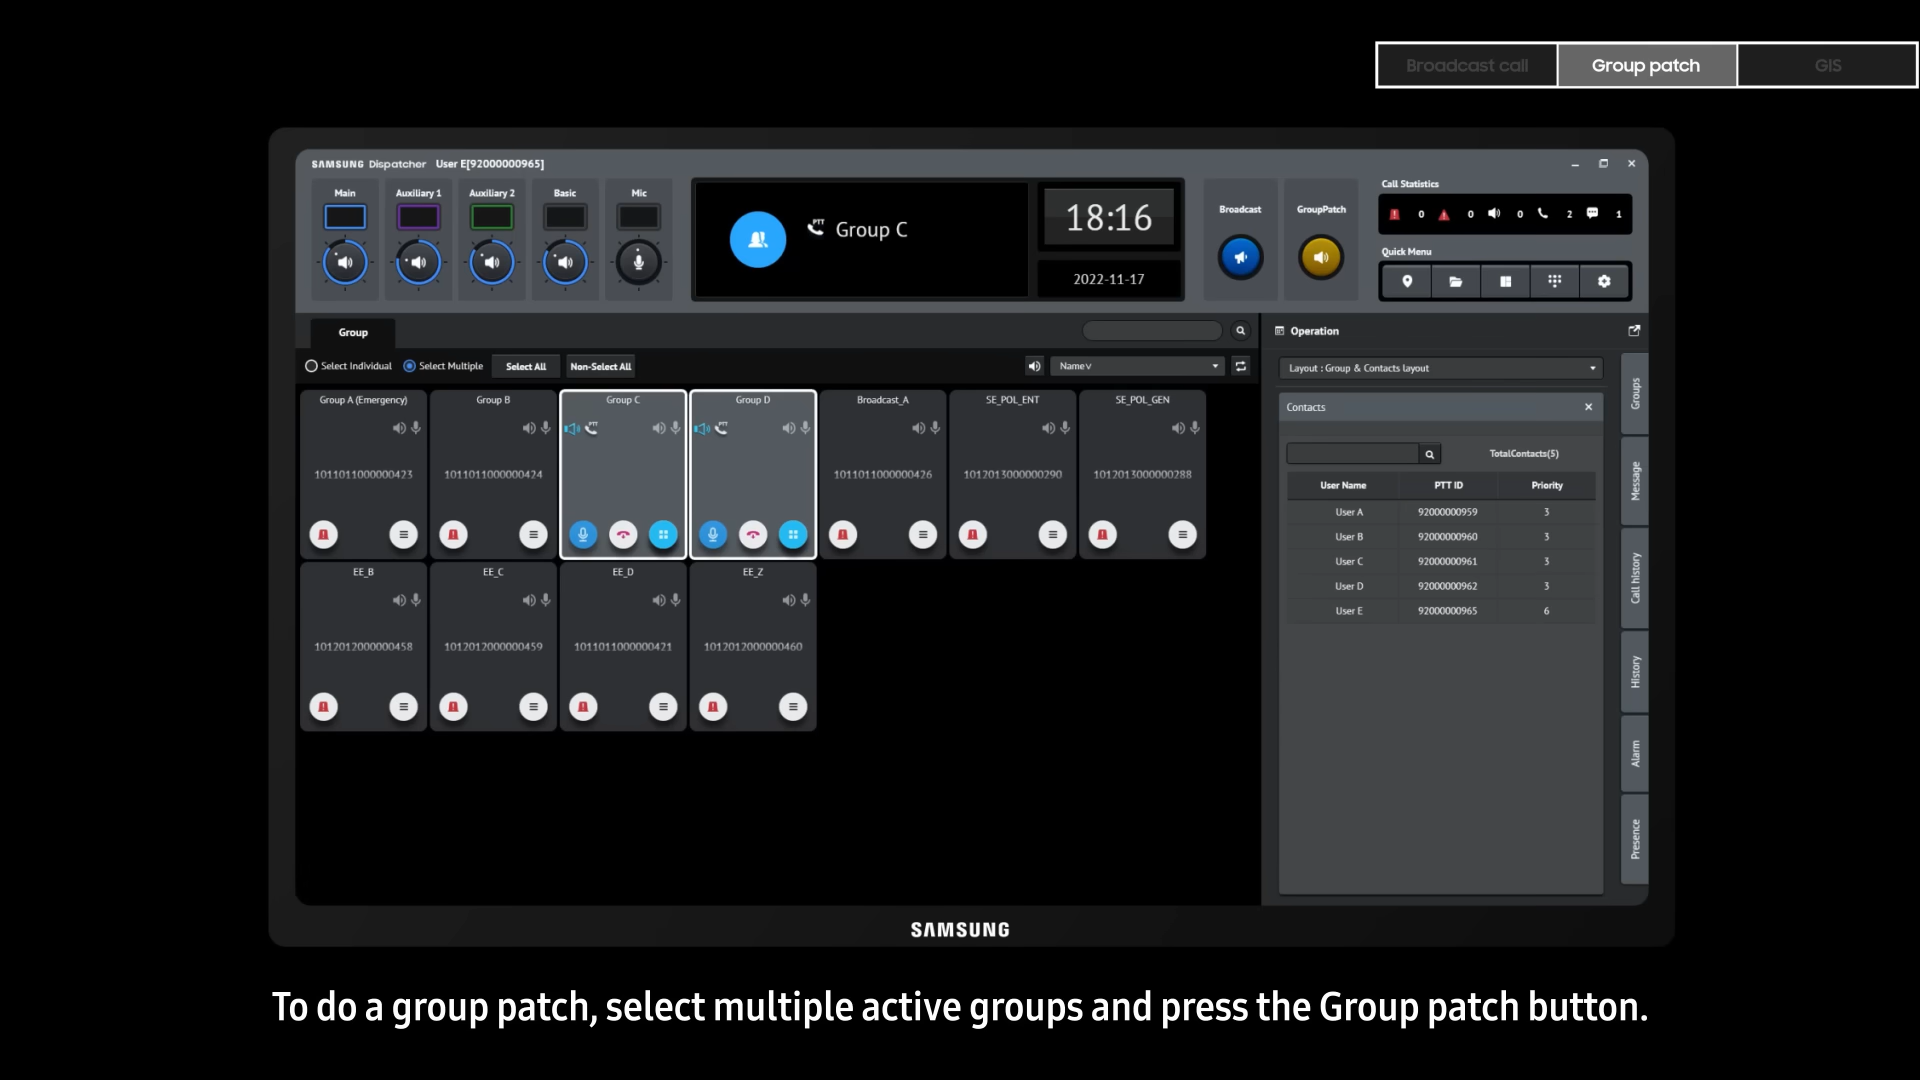 Broadcast call
Group patch
GIS
SAMSUNG Dispatcher User E[92000000965]
Main
Auxiliary 1
Auxiliary 2
Basic
Mic
PTT
Group C
18:16
2022-11-17
Broadcast
GroupPatch
Call Statistics
0 0 0 2 1
Quick Menu
Group
Select Individual
Select Multiple
Select All
Non-Select All
Name∨
Group A (Emergency)
1011011000000423
Group B
1011011000000424
Group C
PTT
Group D
PTT
Broadcast_A
1011011000000426
SE_POL_ENT
1012013000000290
SE_POL_GEN
1012013000000288
EE_B
1012012000000458
EE_C
1012012000000459
EE_D
1011011000000421
EE_Z
1012012000000460
Operation
Layout : Group & Contacts layout
Contacts
TotalContacts(5)
User Name PTT ID Priority
User A 92000000959 3
User B 92000000960 3
User C 92000000961 3
User D 92000000962 3
User E 92000000965 6
Groups
Message
Call history
History
Alarm
Presence
SAMSUNG
To do a group patch, select multiple active groups and press the Group patch button.